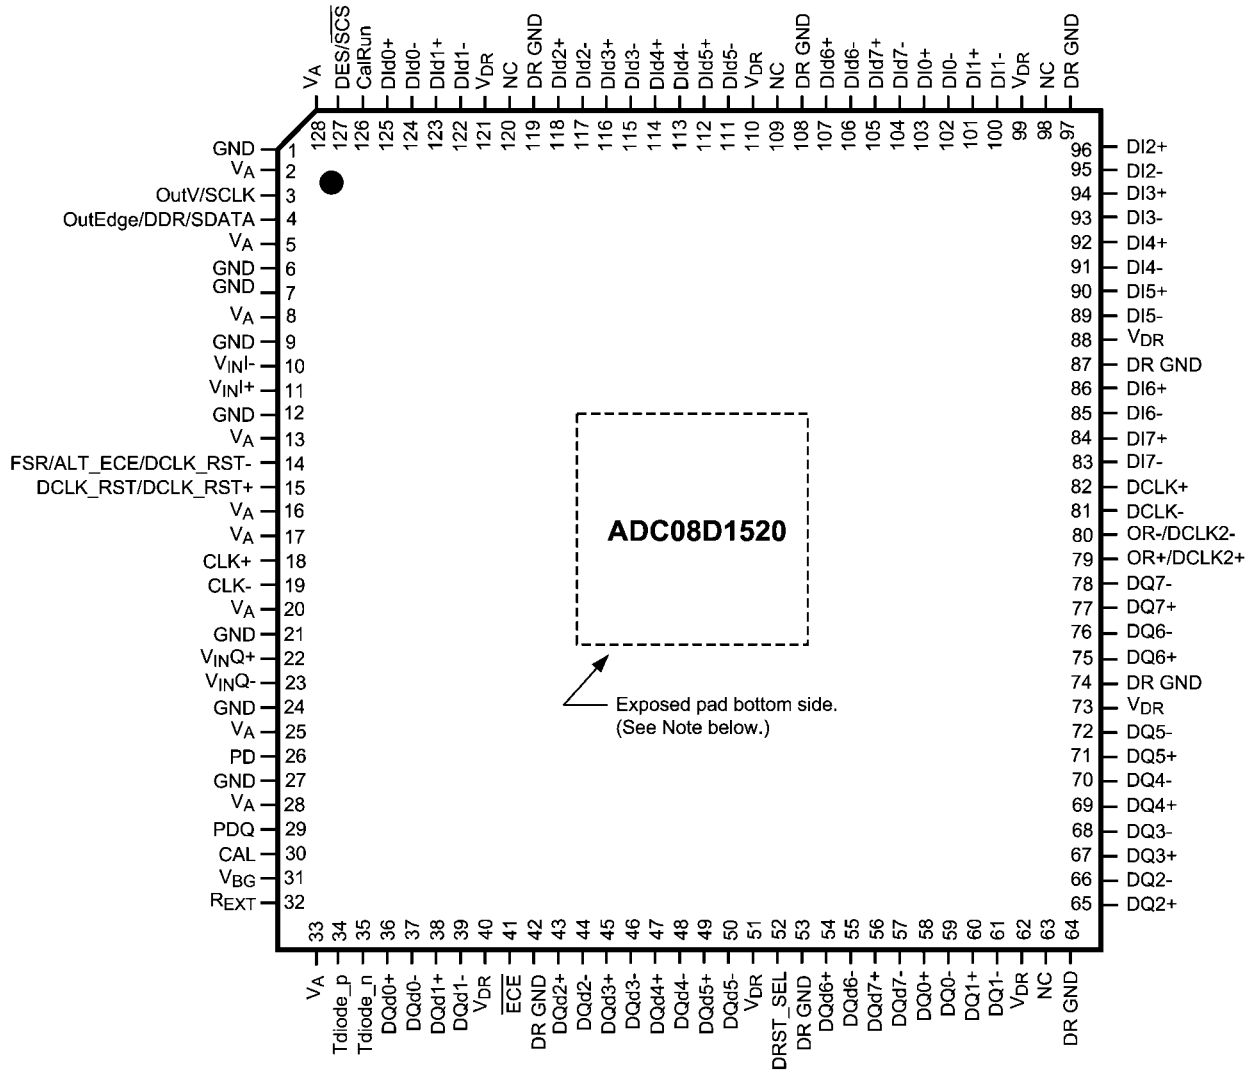 VA
DES/SCS
CalRun
DId0+
DId0-
DId1+
DId1-
VDR
NC
DR GND
DId2+
DId2-
DId3+
DId3-
DId4+
DId4-
DId5+
DId5-
VDR
NC
DR GND
DId6+
DId6-
DId7+
DId7-
DI0+
DI0-
DI1+
DI1-
VDR
NC
DR GND
128
127
126
125
124
123
122
121
120
119
118
117
116
115
114
113
112
111
110
109
108
107
106
105
104
103
102
101
100
99
98
97
GND 1
VA 2
OutV/SCLK 3
OutEdge/DDR/SDATA 4
VA 5
GND 6
GND 7
VA 8
GND 9
VINI- 10
VINI+ 11
GND 12
VA 13
FSR/ALT_ECE/DCLK_RST- 14
DCLK_RST/DCLK_RST+ 15
VA 16
VA 17
CLK+ 18
CLK- 19
VA 20
GND 21
VINQ+ 22
VINQ- 23
GND 24
VA 25
PD 26
GND 27
VA 28
PDQ 29
CAL 30
VBG 31
REXT 32
ADC08D1520
Exposed pad bottom side.
(See Note below.)
96 DI2+
95 DI2-
94 DI3+
93 DI3-
92 DI4+
91 DI4-
90 DI5+
89 DI5-
88 VDR
87 DR GND
86 DI6+
85 DI6-
84 DI7+
83 DI7-
82 DCLK+
81 DCLK-
80 OR-/DCLK2-
79 OR+/DCLK2+
78 DQ7-
77 DQ7+
76 DQ6-
75 DQ6+
74 DR GND
73 VDR
72 DQ5-
71 DQ5+
70 DQ4-
69 DQ4+
68 DQ3-
67 DQ3+
66 DQ2-
65 DQ2+
33
34
35
36
37
38
39
40
41
42
43
44
45
46
47
48
49
50
51
52
53
54
55
56
57
58
59
60
61
62
63
64
VA
Tdiode_p
Tdiode_n
DQd0+
DQd0-
DQd1+
DQd1-
VDR
ECE
DR GND
DQd2+
DQd2-
DQd3+
DQd3-
DQd4+
DQd4-
DQd5+
DQd5-
VDR
DRST_SEL
DR GND
DQd6+
DQd6-
DQd7+
DQd7-
DQ0+
DQ0-
DQ1+
DQ1-
VDR
NC
DR GND